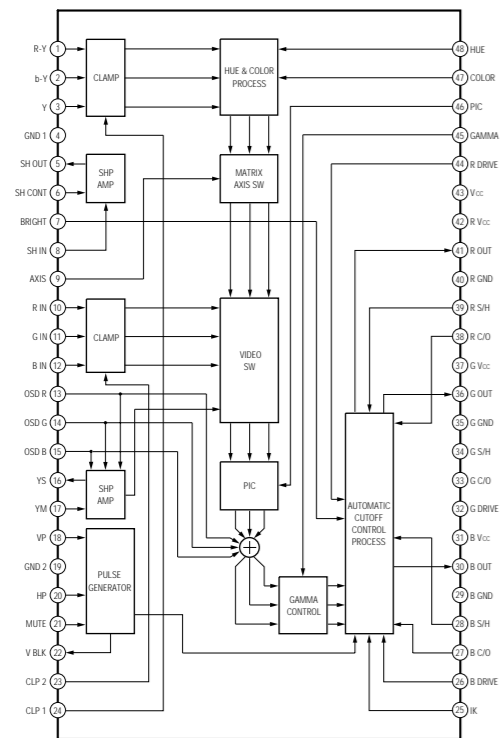 R-Y 1
b-Y 2
Y 3
GND 1 4
SH OUT 5
SH CONT 6
BRIGHT 7
SH IN 8
AXIS 9
R IN 10
G IN 11
B IN 12
OSD R 13
OSD G 14
OSD B 15
YS 16
YM 17
VP 18
GND 2 19
HP 20
MUTE 21
V BLK 22
CLP 2 23
CLP 1 24
CLAMP
SHP
AMP
CLAMP
SHP
AMP
PULSE
GENERATOR
HUE & COLOR
PROCESS
MATRIX
AXIS SW
VIDEO
SW
PIC
GAMMA
CONTROL
AUTOMATIC
CUTOFF
CONTROL
PROCESS
48 HUE
47 COLOR
46 PIC
45 GAMMA
44 R DRIVE
43 VCC
42 R VCC
41 R OUT
40 R GND
39 R S/H
38 R C/O
37 G VCC
36 G OUT
35 G GND
34 G S/H
33 G C/O
32 G DRIVE
31 B VCC
30 B OUT
29 B GND
28 B S/H
27 B C/O
26 B DRIVE
25 IK